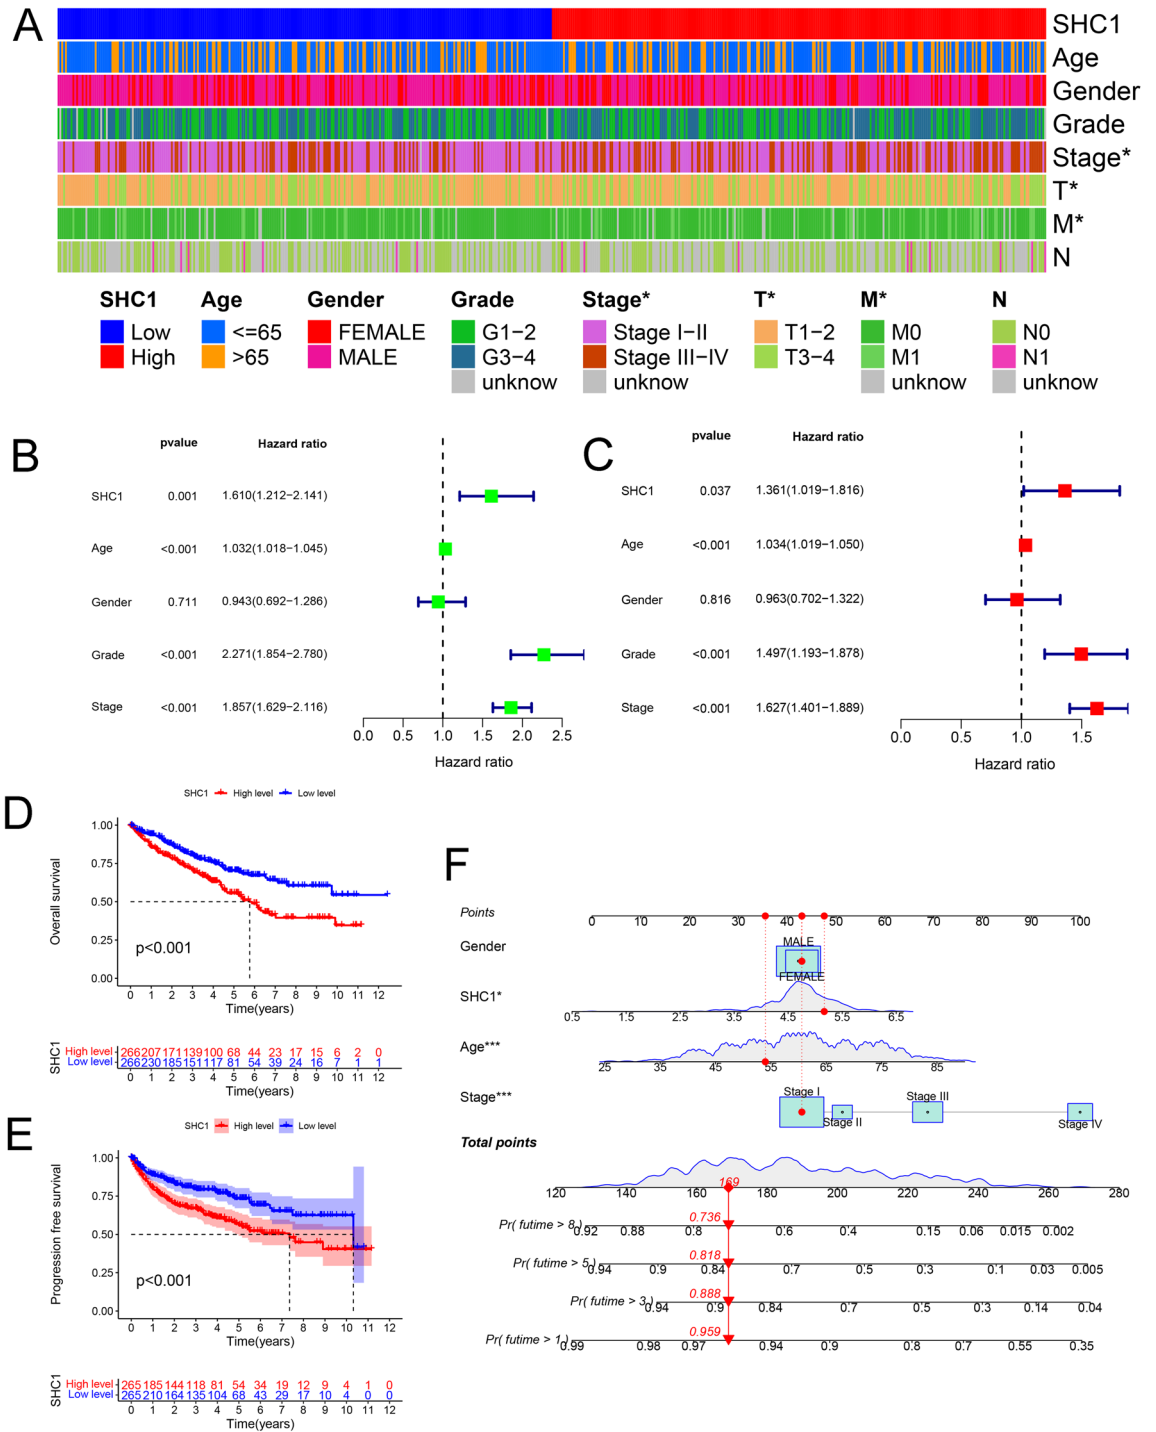 A
SHC1
Age
Gender
Grade
Stage*
T*
M*
N
SHC1 Age Gender Grade Stage* T* M* N
Low <=65 FEMALE G1-2 Stage I-II T1-2 M0 N0
High >65 MALE G3-4 Stage III-IV T3-4 M1 N1
unknow unknow unknow unknow
B
pvalue Hazard ratio
SHC1 0.001 1.610(1.212-2.141)
Age <0.001 1.032(1.018-1.045)
Gender 0.711 0.943(0.692-1.286)
Grade <0.001 2.271(1.854-2.780)
Stage <0.001 1.857(1.629-2.116)
0.0 0.5 1.0 1.5 2.0 2.5
Hazard ratio
C
pvalue Hazard ratio
SHC1 0.037 1.361(1.019-1.816)
Age <0.001 1.034(1.019-1.050)
Gender 0.816 0.963(0.702-1.322)
Grade <0.001 1.497(1.193-1.878)
Stage <0.001 1.627(1.401-1.889)
0.0 0.5 1.0 1.5
Hazard ratio
D
SHC1 High level Low level
Overall survival
1.00
0.75
0.50
0.25
0.00
p<0.001
0 1 2 3 4 5 6 7 8 9 10 11 12
Time(years)
SHC1
High level 266 207 171 139 100 68 44 23 17 15 6 2 0
Low level 266 230 185 151 117 81 54 39 24 16 7 1 1
0 1 2 3 4 5 6 7 8 9 10 11 12
Time(years)
E
SHC1 High level Low level
Progression free survival
1.00
0.75
0.50
0.25
0.00
p<0.001
0 1 2 3 4 5 6 7 8 9 10 11 12
Time(years)
SHC1
High level 265 185 144 118 81 54 34 19 12 9 4 1 0
Low level 265 210 164 135 104 68 43 29 17 10 4 0 0
0 1 2 3 4 5 6 7 8 9 10 11 12
Time(years)
F
Points
0 10 20 30 40 50 60 70 80 90 100
Gender
MALE
FEMALE
SHC1*
0.5 1.5 2.5 3.5 4.5 5.5 6.5
Age***
25 35 45 55 65 75 85
Stage***
Stage I
Stage II
Stage III
Stage IV
Total points
169
120 140 160 180 200 220 240 260 280
0.736
Pr( futime > 8)
0.92 0.88 0.8 0.6 0.4 0.15 0.06 0.015 0.002
0.818
Pr( futime > 5)
0.94 0.9 0.84 0.7 0.5 0.3 0.1 0.03 0.005
0.888
Pr( futime > 3)
0.94 0.9 0.84 0.7 0.5 0.3 0.14 0.04
0.959
Pr( futime > 1)
0.99 0.98 0.97 0.94 0.9 0.8 0.7 0.55 0.35